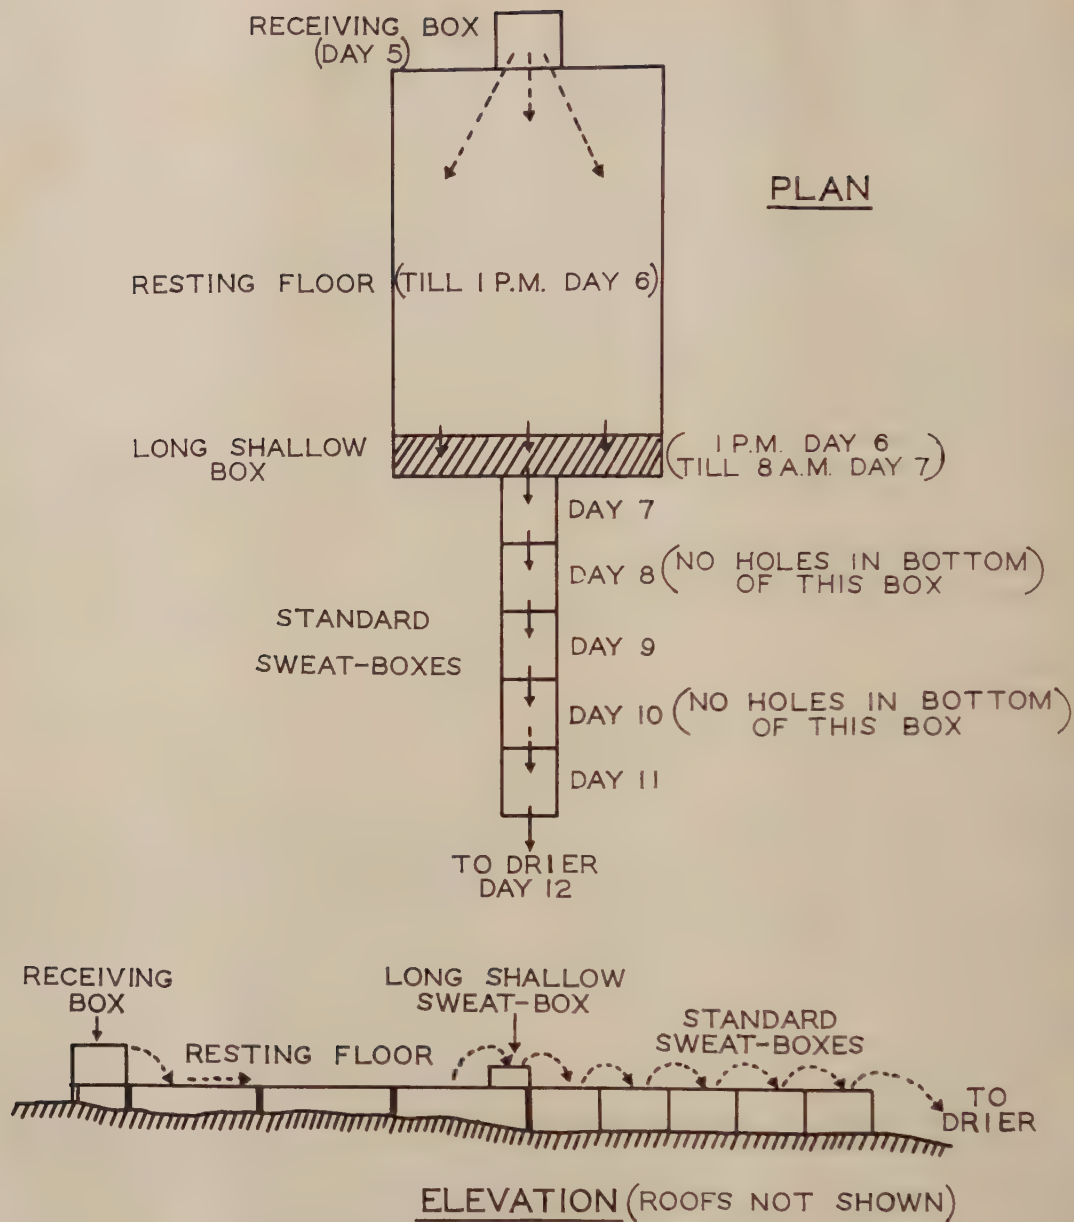 RECEIVING BOX
(DAY 5)
PLAN
RESTING FLOOR (TILL 1 P.M. DAY 6)
LONG SHALLOW
BOX
(1 P.M. DAY 6
TILL 8 A.M. DAY 7)
DAY 7
DAY 8 (NO HOLES IN BOTTOM
OF THIS BOX)
STANDARD
SWEAT-BOXES
DAY 9
DAY 10 (NO HOLES IN BOTTOM
OF THIS BOX)
DAY 11
TO DRIER
DAY 12
RECEIVING
BOX
RESTING FLOOR
LONG SHALLOW
SWEAT-BOX
STANDARD
SWEAT-BOXES
TO
DRIER
ELEVATION (ROOFS NOT SHOWN)